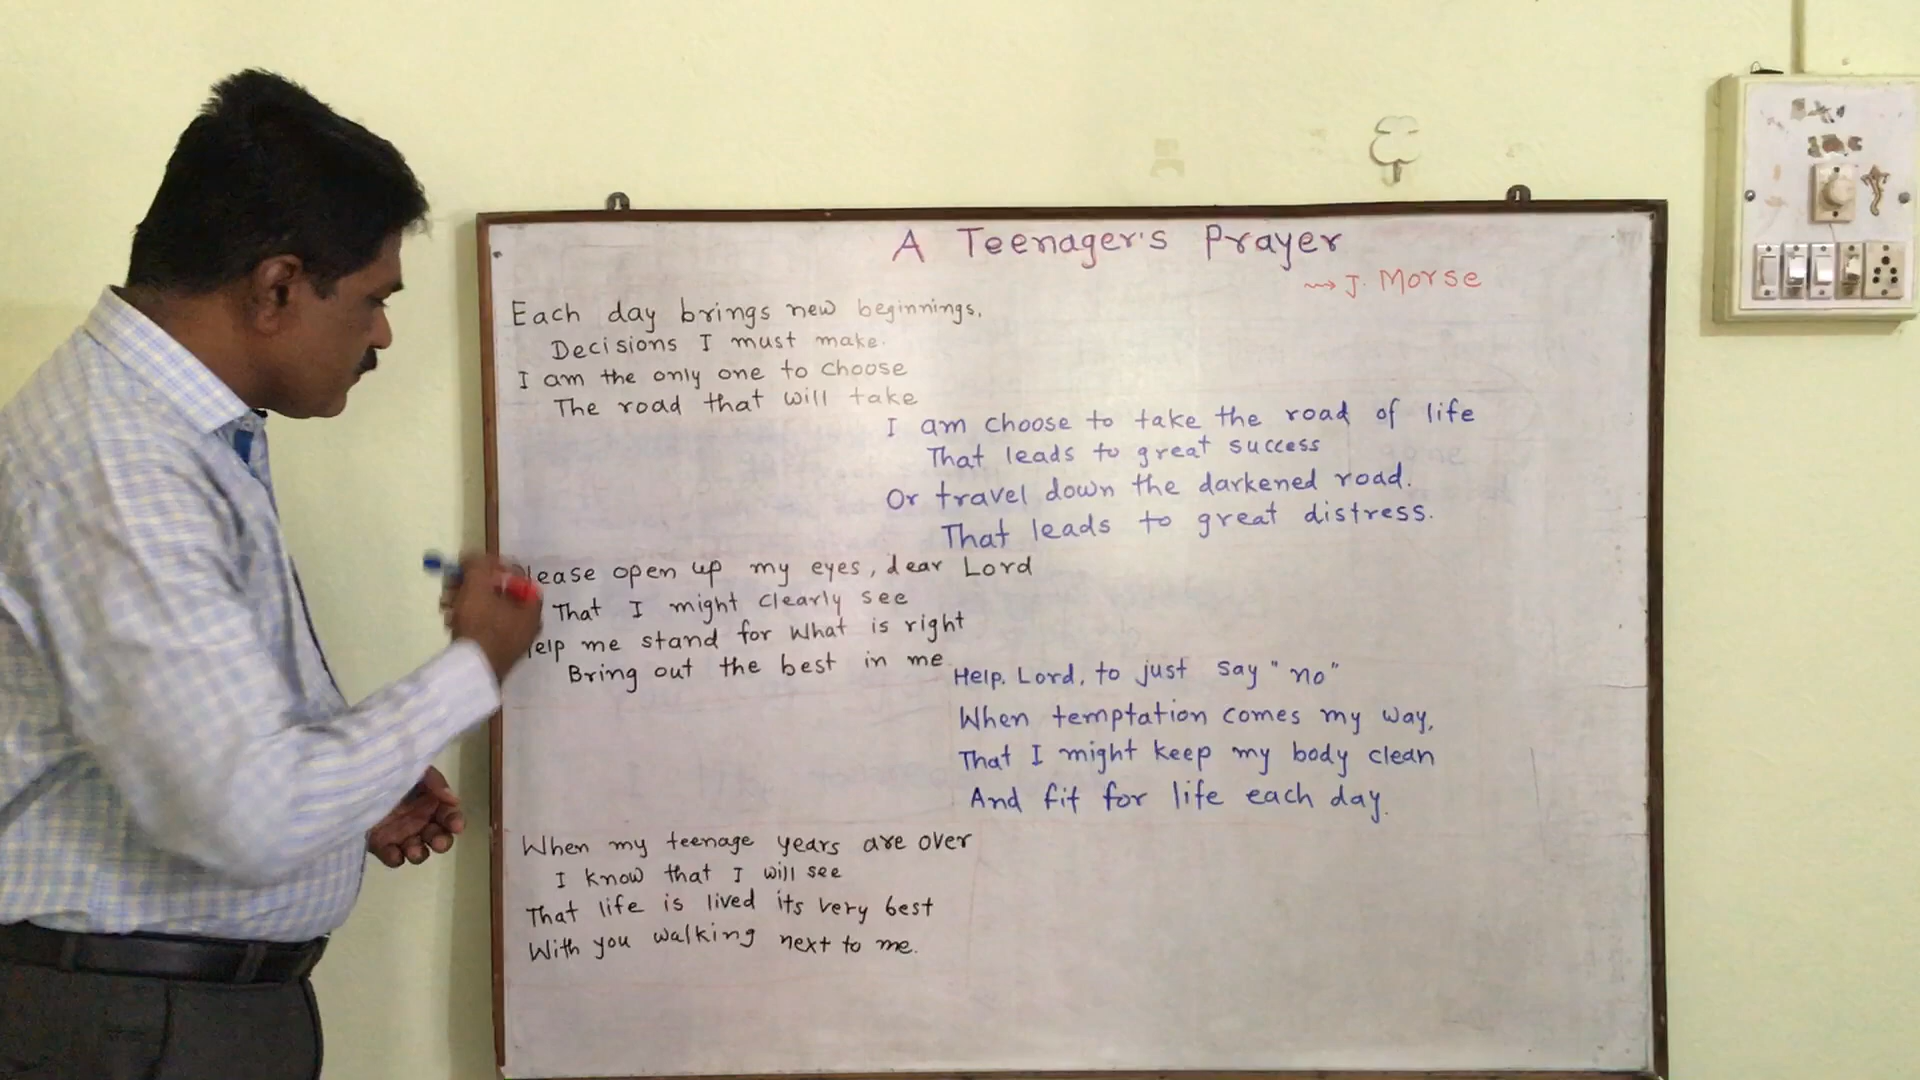 A Teenager's Prayer
⇝ J. Morse
Each day brings new beginnings,
Decisions I must make.
I am the only one to choose
The road that will take
I am choose to take the road of life
That leads to great success
Or travel down the darkened road.
That leads to great distress.
lease open up my eyes, dear Lord
That I might clearly see
elp me stand for what is right
Bring out the best in me
Help. Lord, to just say "no"
When temptation comes my way,
That I might keep my body clean
And fit for life each day.
When my teenage years are over
I know that I will see
That life is lived its very best
With you walking next to me.